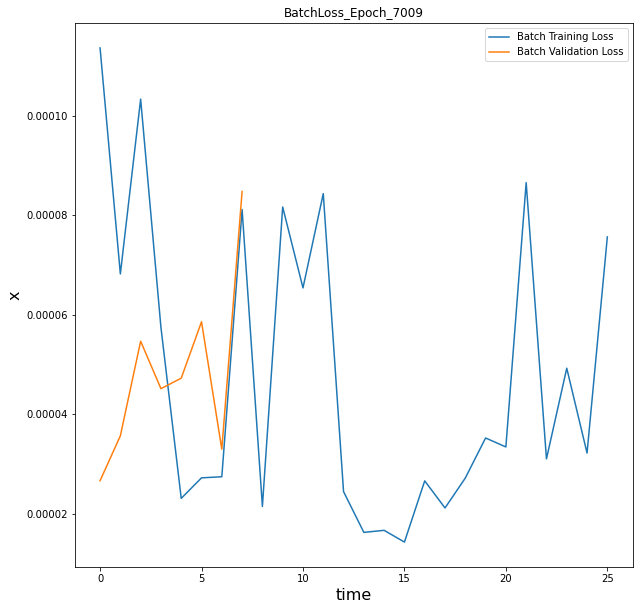 BatchLoss_Epoch_7009
Batch Training Loss
Batch Validation Loss
0.00010
0.00008
0.00006
0.00004
0.00002
x
0
5
10
15
20
25
time